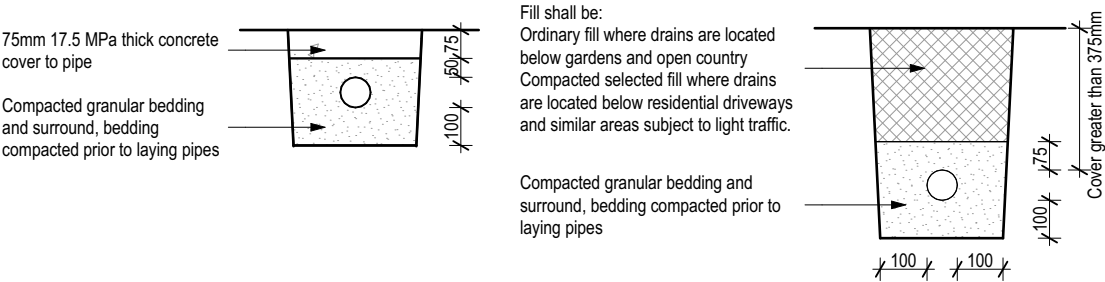 75mm 17.5 MPa thick concrete
cover to pipe
Compacted granular bedding
and surround, bedding
compacted prior to laying pipes
75
50
100
Fill shall be:
Ordinary fill where drains are located
below gardens and open country
Compacted selected fill where drains
are located below residential driveways
and similar areas subject to light traffic.
Compacted granular bedding and
surround, bedding compacted prior to
laying pipes
75
100
Cover greater than 375mm
100
100